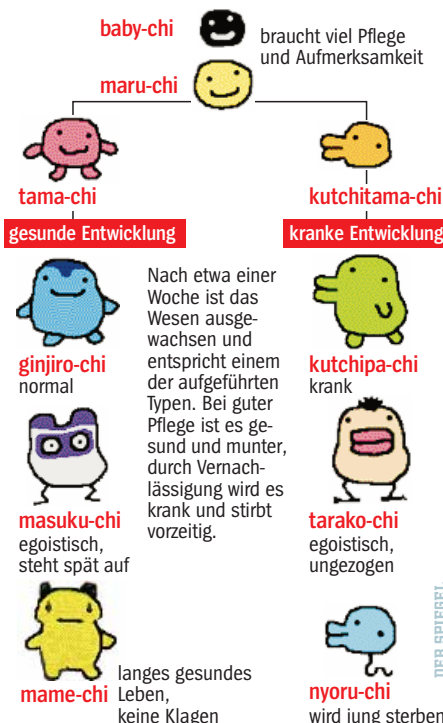 baby-chi
braucht viel Pflege
und Aufmerksamkeit
maru-chi
tama-chi
kutchitama-chi
gesunde Entwicklung
kranke Entwicklung
Nach etwa einer
Woche ist das
Wesen ausge-
wachsen und
entspricht einem
der aufgeführten
Typen. Bei guter
Pflege ist es ge-
sund und munter,
durch Vernach-
lässigung wird es
krank und stirbt
vorzeitig.
ginjiro-chi
normal
kutchipa-chi
krank
masuku-chi
egoistisch,
steht spät auf
tarako-chi
egoistisch,
ungezogen
mame-chi
langes gesundes
Leben,
keine Klagen
nyoru-chi
wird jung sterben
DER SPIEGEL